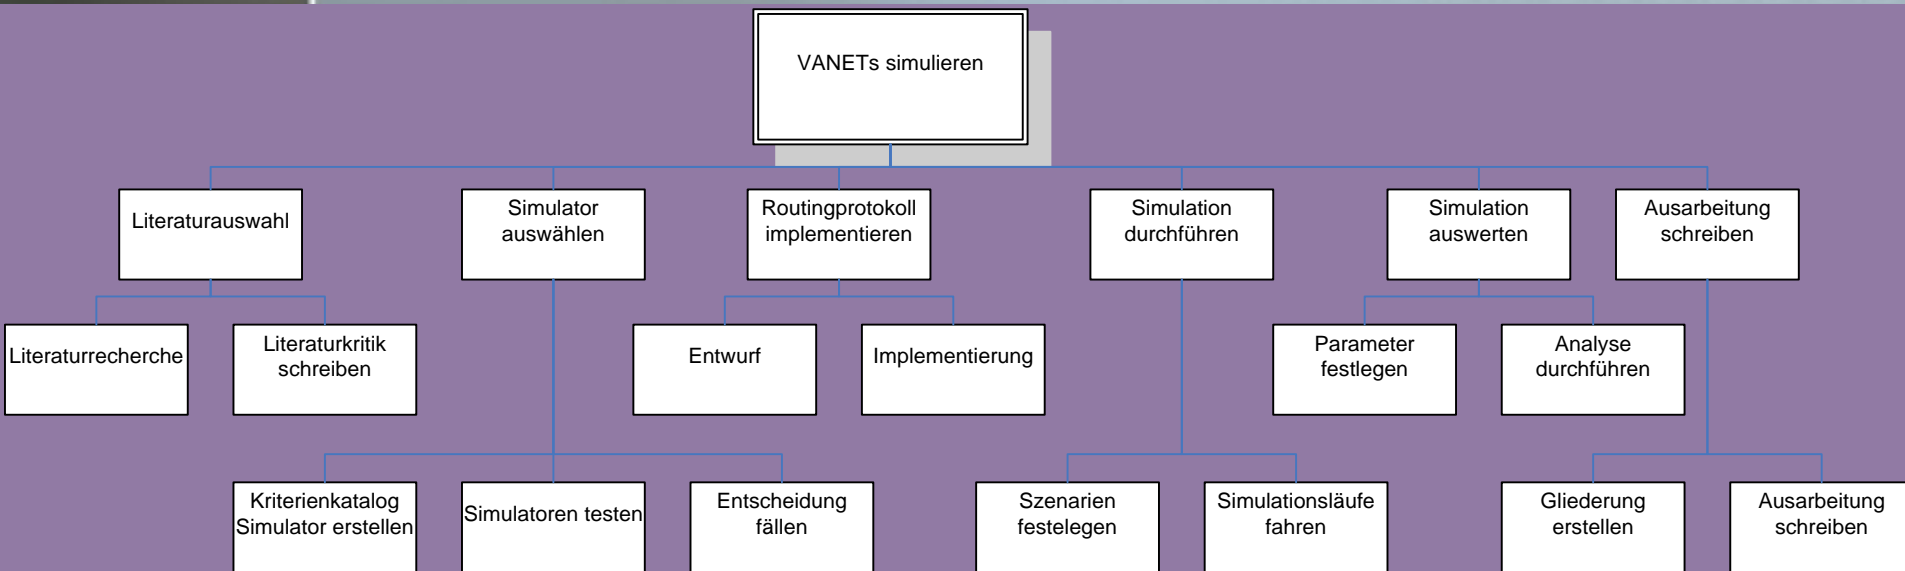 VANETs simulieren
Literaturauswahl
Simulator
auswählen
Routingprotokoll
implementieren
Simulation
durchführen
Simulation
auswerten
Ausarbeitung
schreiben
Literaturrecherche
Literaturkritik
schreiben
Entwurf
Implementierung
Parameter
festlegen
Analyse
durchführen
Kriterienkatalog
Simulator erstellen
Simulatoren testen
Entscheidung
fällen
Szenarien
festelegen
Simulationsläufe
fahren
Gliederung
erstellen
Ausarbeitung
schreiben